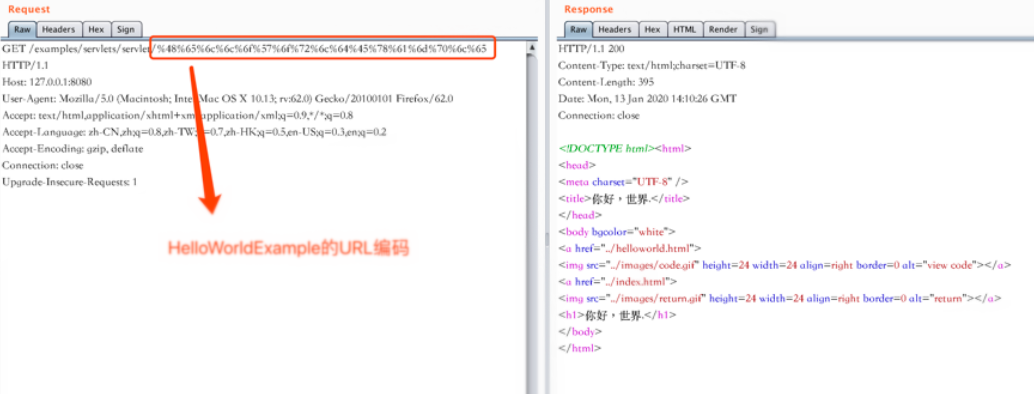 Request
Raw Headers Hex Sign
GET /examples/servlets/servlet/%48%65%6c%6c%6f%57%6f%72%6c%64%45%78%61%6d%70%6c%65
HTTP/1.1
Host: 127.0.0.1:8080
User-Agent: Mozilla/5.0 (Macintosh; Intel Mac OS X 10.13; rv:62.0) Gecko/20100101 Firefox/62.0
Accept: text/html,application/xhtml+xml,application/xml;q=0.9,*/*;q=0.8
Accept-Language: zh-CN,zh;q=0.8,zh-TW;q=0.7,zh-HK;q=0.5,en-US;q=0.3,en;q=0.2
Accept-Encoding: gzip, deflate
Connection: close
Upgrade-Insecure-Requests: 1
HelloWorldExample的URL编码
Response
Raw Headers Hex HTML Render Sign
HTTP/1.1 200
Content-Type: text/html;charset=UTF-8
Content-Length: 395
Date: Mon, 13 Jan 2020 14:10:26 GMT
Connection: close
<!DOCTYPE html><html>
<head>
<meta charset="UTF-8" />
<title>你好，世界.</title>
</head>
<body bgcolor="white">
<a href="../helloworld.html">
<img src="../images/code.gif" height=24 width=24 align=right border=0 alt="view code"></a>
<a href="../index.html">
<img src="../images/return.gif" height=24 width=24 align=right border=0 alt="return"></a>
<h1>你好，世界.</h1>
</body>
</html>